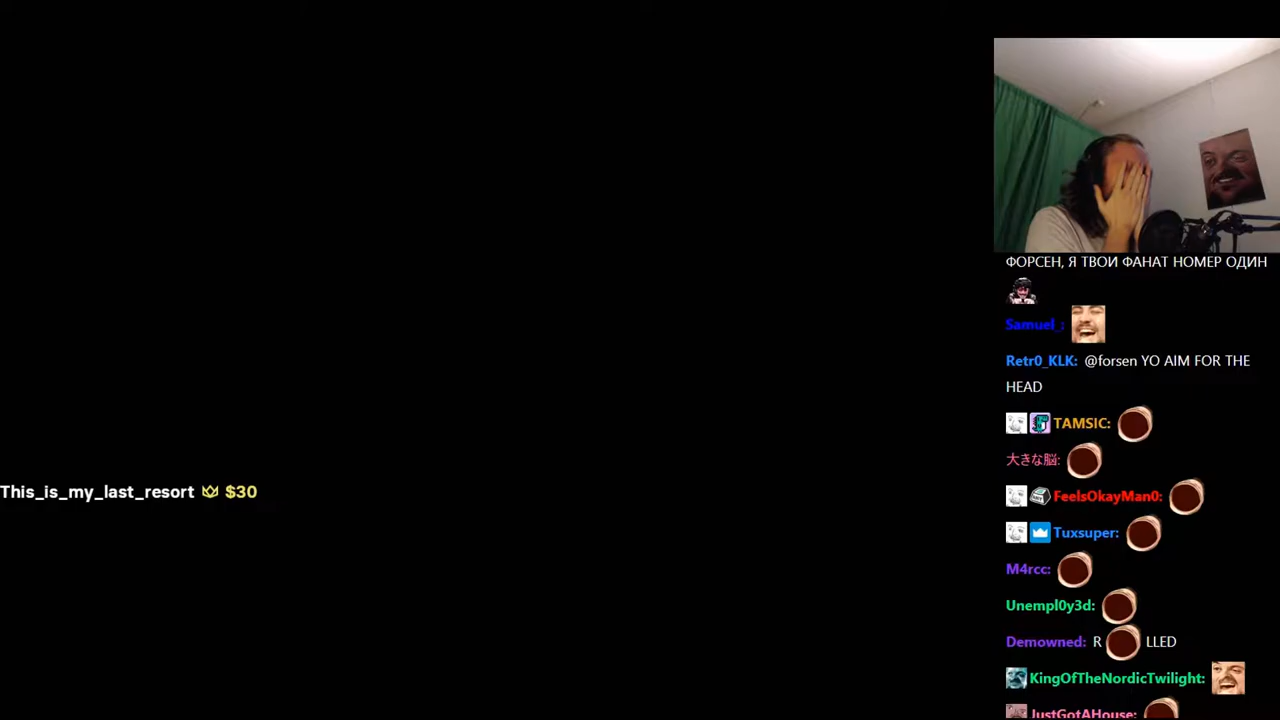 ФОРСЕН, Я ТВОИ ФАНАТ НОМЕР ОДИН
Samuel_:
Retr0_KLK: @forsen YO AIM FOR THE
HEAD
TAMSIC:
大きな脳:
This_is_my_last_resort $30
FeelsOkayMan0:
Tuxsuper:
M4rcc:
Unempl0y3d:
Demowned: R LLED
KingOfTheNordicTwilight:
JustGotAHouse: